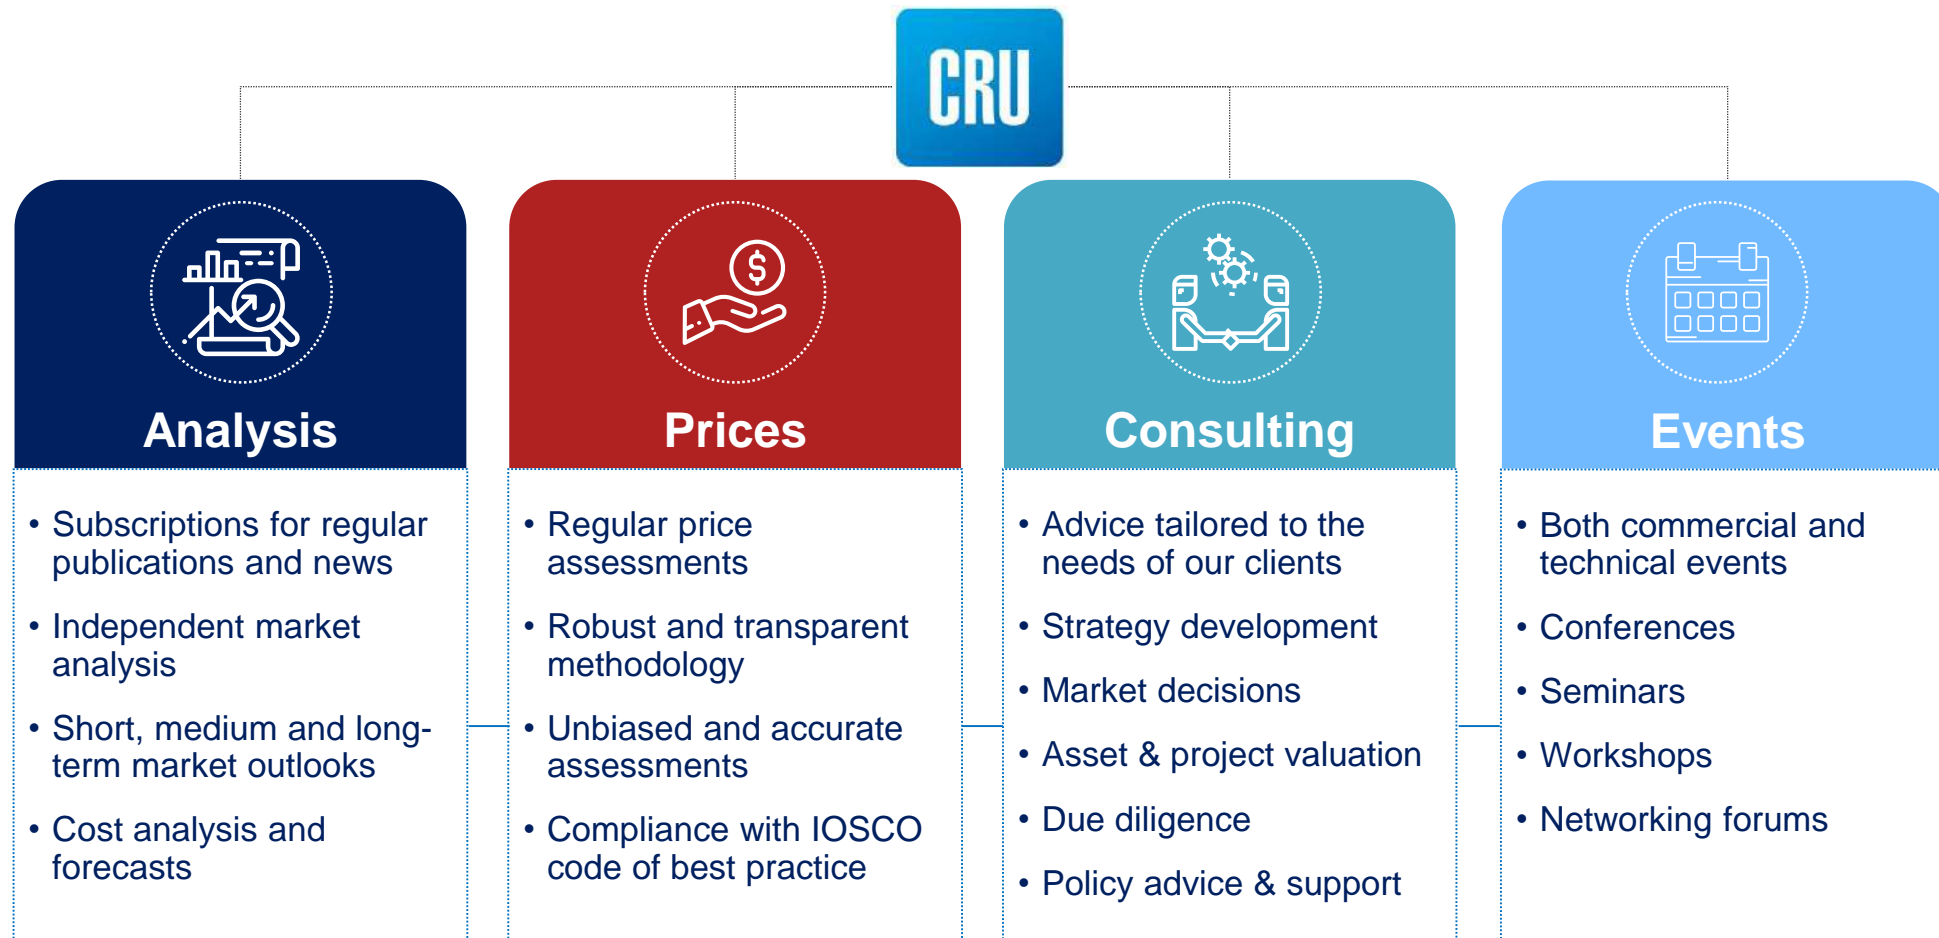 CRU
Analysis
• Subscriptions for regular
publications and news
• Independent market
analysis
• Short, medium and long-
term market outlooks
• Cost analysis and
forecasts
Prices
• Regular price
assessments
• Robust and transparent
methodology
• Unbiased and accurate
assessments
• Compliance with IOSCO
code of best practice
Consulting
• Advice tailored to the
needs of our clients
• Strategy development
• Market decisions
• Asset & project valuation
• Due diligence
• Policy advice & support
Events
• Both commercial and
technical events
• Conferences
• Seminars
• Workshops
• Networking forums